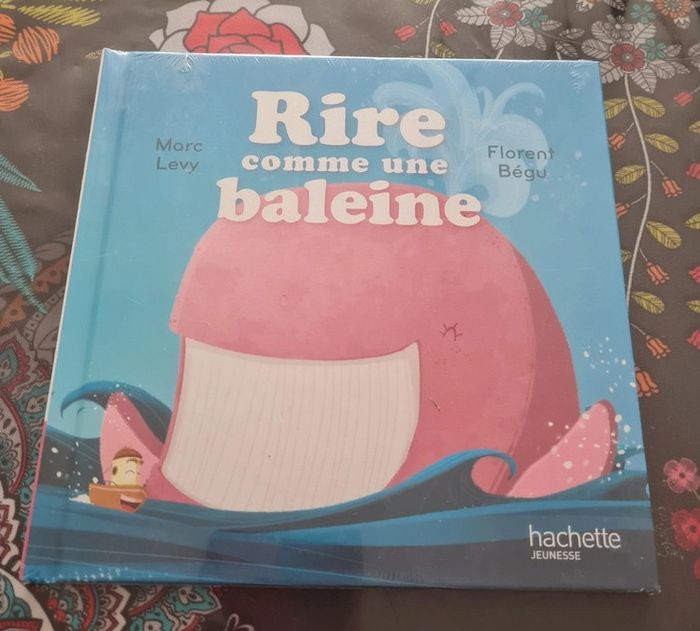 Rire
comme une
baleine
Marc
Levy
Florent
Bégu
hachette
JEUNESSE